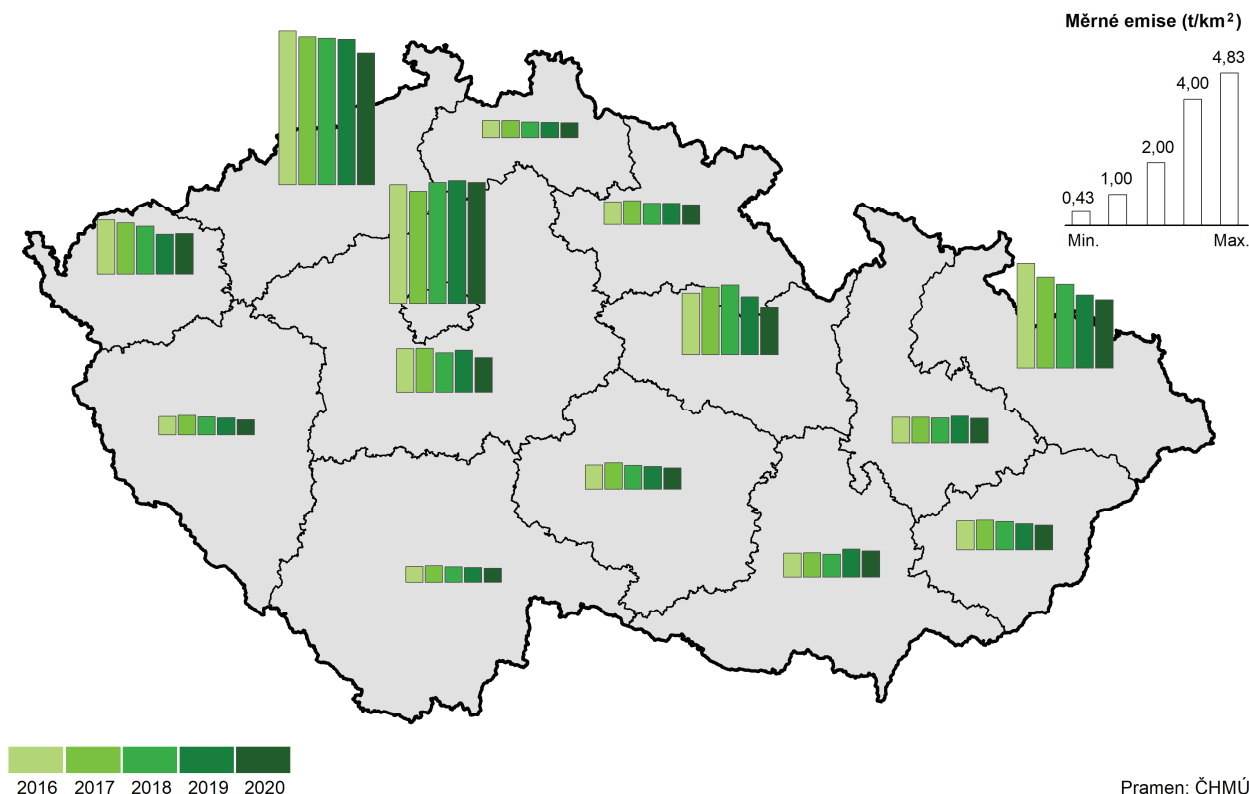 Měrné emise (t/km²)
4,83
4,00
2,00
1,00
0,43
Min. Max.
2016 2017 2018 2019 2020
Pramen: ČHMÚ